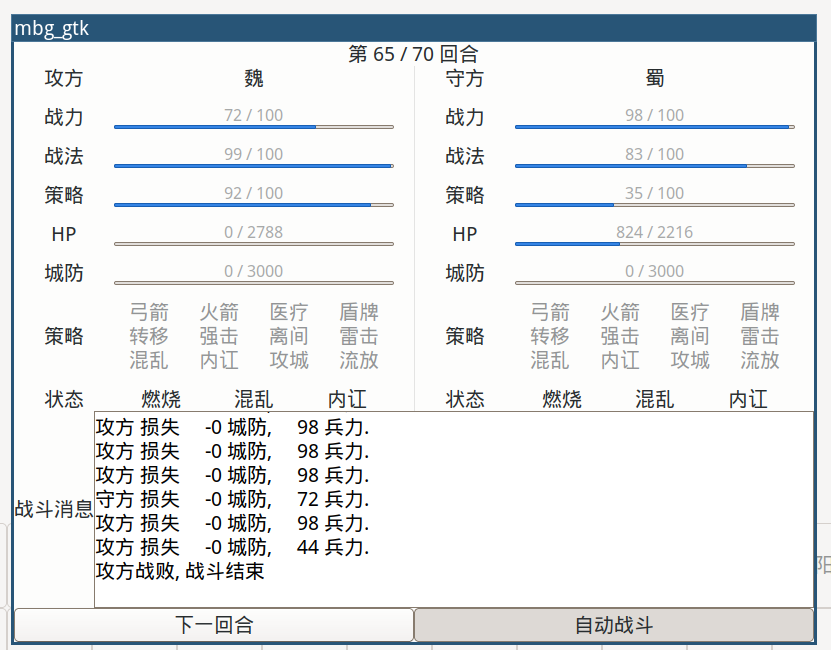 mbg_gtk
第 65 / 70 回合
攻方 魏 守方 蜀
战力 72 / 100 战力 98 / 100
战法 99 / 100 战法 83 / 100
策略 92 / 100 策略 35 / 100
HP 0 / 2788 HP 824 / 2216
城防 0 / 3000 城防 0 / 3000
弓箭 火箭 医疗 盾牌 弓箭 火箭 医疗 盾牌
策略 转移 强击 离间 雷击 策略 转移 强击 离间 雷击
混乱 内讧 攻城 流放 混乱 内讧 攻城 流放
状态 燃烧 混乱 内讧 状态 燃烧 混乱 内讧
攻方 损失 -0 城防, 98 兵力.
攻方 损失 -0 城防, 98 兵力.
攻方 损失 -0 城防, 98 兵力.
战斗消息 守方 损失 -0 城防, 72 兵力.
攻方 损失 -0 城防, 98 兵力.
攻方 损失 -0 城防, 44 兵力.
攻方战败, 战斗结束
下一回合 自动战斗